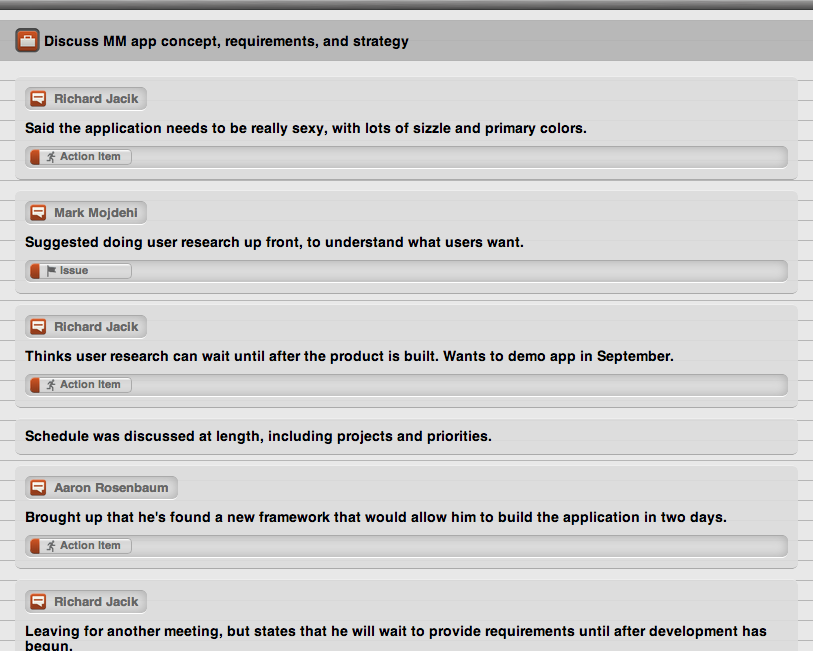 Discuss MM app concept, requirements, and strategy
Richard Jacik
Said the application needs to be really sexy, with lots of sizzle and primary colors.
Action Item
Mark Mojdehi
Suggested doing user research up front, to understand what users want.
Issue
Richard Jacik
Thinks user research can wait until after the product is built. Wants to demo app in September.
Action Item
Schedule was discussed at length, including projects and priorities.
Aaron Rosenbaum
Brought up that he's found a new framework that would allow him to build the application in two days.
Action Item
Richard Jacik
Leaving for another meeting, but states that he will wait to provide requirements until after development has
begun.